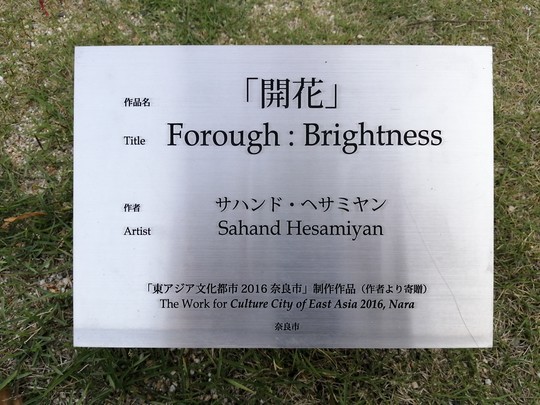 作品名 「開花」
Title Forough : Brightness
作者 サハンド・ヘサミヤン
Artist Sahand Hesamiyan
「東アジア文化都市 2016 奈良市」制作作品（作者より寄贈）
The Work for Culture City of East Asia 2016, Nara
奈良市